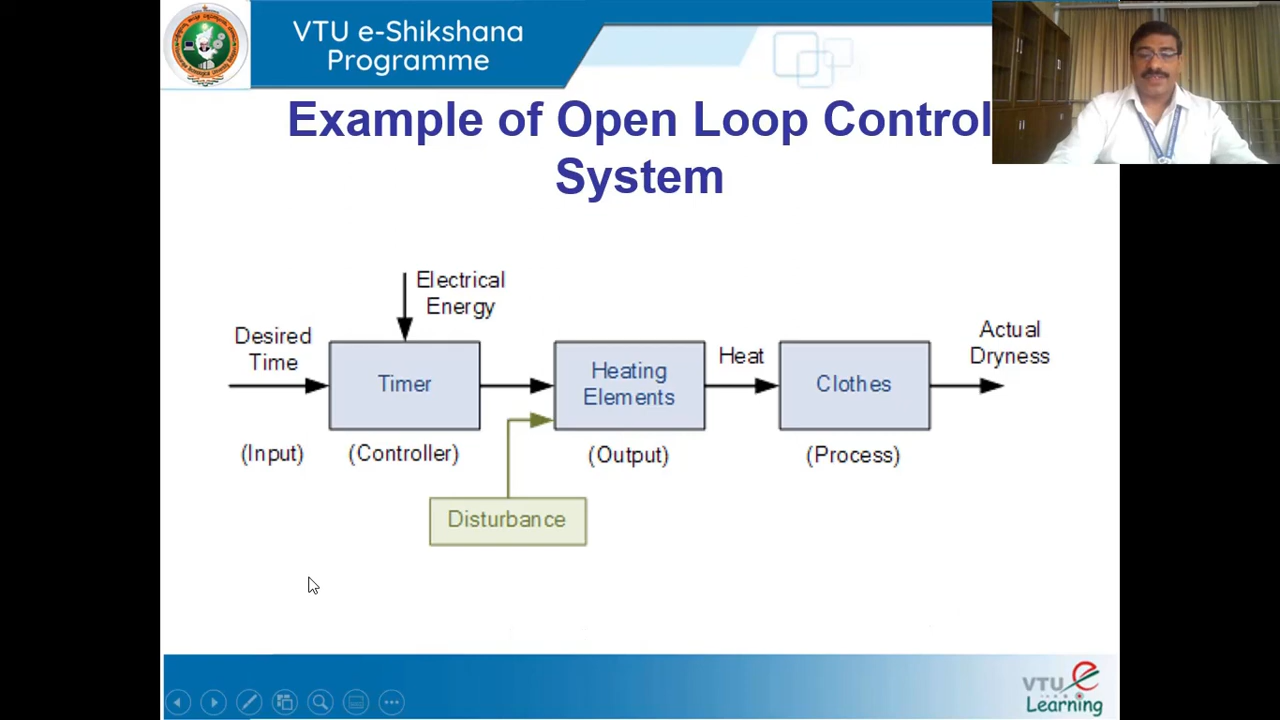 VTU e-Shikshana
Programme
Example of Open Loop Control
System
Electrical
Energy
Desired
Time
Timer
Heating
Elements
Heat
Clothes
Actual
Dryness
(Input)
(Controller)
(Output)
(Process)
Disturbance
VTU e
Learning